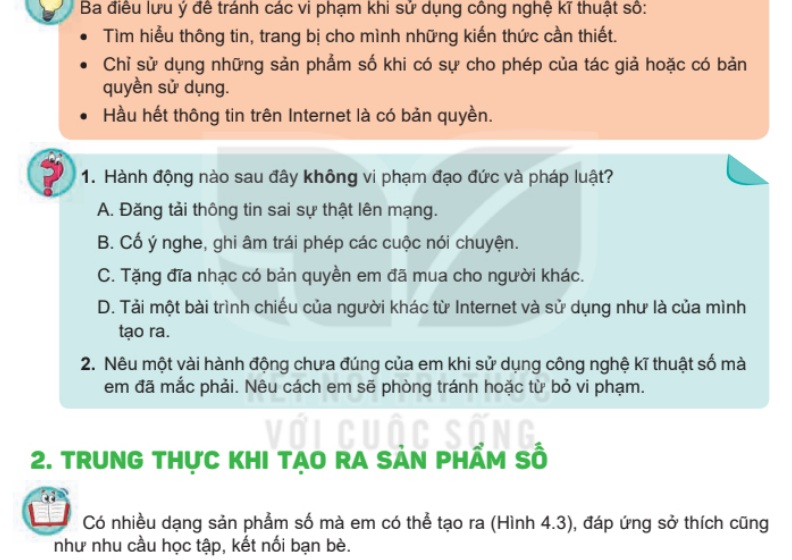 Ba điều lưu ý để tránh các vi phạm khi sử dụng công nghệ kĩ thuật số:
• Tìm hiểu thông tin, trang bị cho mình những kiến thức cần thiết.
• Chỉ sử dụng những sản phẩm số khi có sự cho phép của tác giả hoặc có bản
quyền sử dụng.
• Hầu hết thông tin trên Internet là có bản quyền.
1. Hành động nào sau đây không vi phạm đạo đức và pháp luật?
A. Đăng tải thông tin sai sự thật lên mạng.
B. Cố ý nghe, ghi âm trái phép các cuộc nói chuyện.
C. Tặng đĩa nhạc có bản quyền em đã mua cho người khác.
D. Tải một bài trình chiếu của người khác từ Internet và sử dụng như là của mình
tạo ra.
2. Nêu một vài hành động chưa đúng của em khi sử dụng công nghệ kĩ thuật số mà
em đã mắc phải. Nêu cách em sẽ phòng tránh hoặc từ bỏ vi phạm.
KẾT NỐI TRI THỨC
VỚI CUỘC SỐNG
2. TRUNG THỰC KHI TẠO RA SẢN PHẨM SỐ
Có nhiều dạng sản phẩm số mà em có thể tạo ra (Hình 4.3), đáp ứng sở thích cũng
như nhu cầu học tập, kết nối bạn bè.